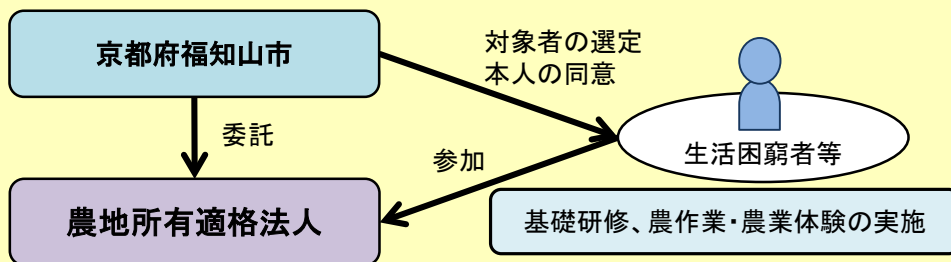 京都府福知山市
対象者の選定
本人の同意
委託
参加
生活困窮者等
農地所有適格法人
基礎研修、農作業・農業体験の実施